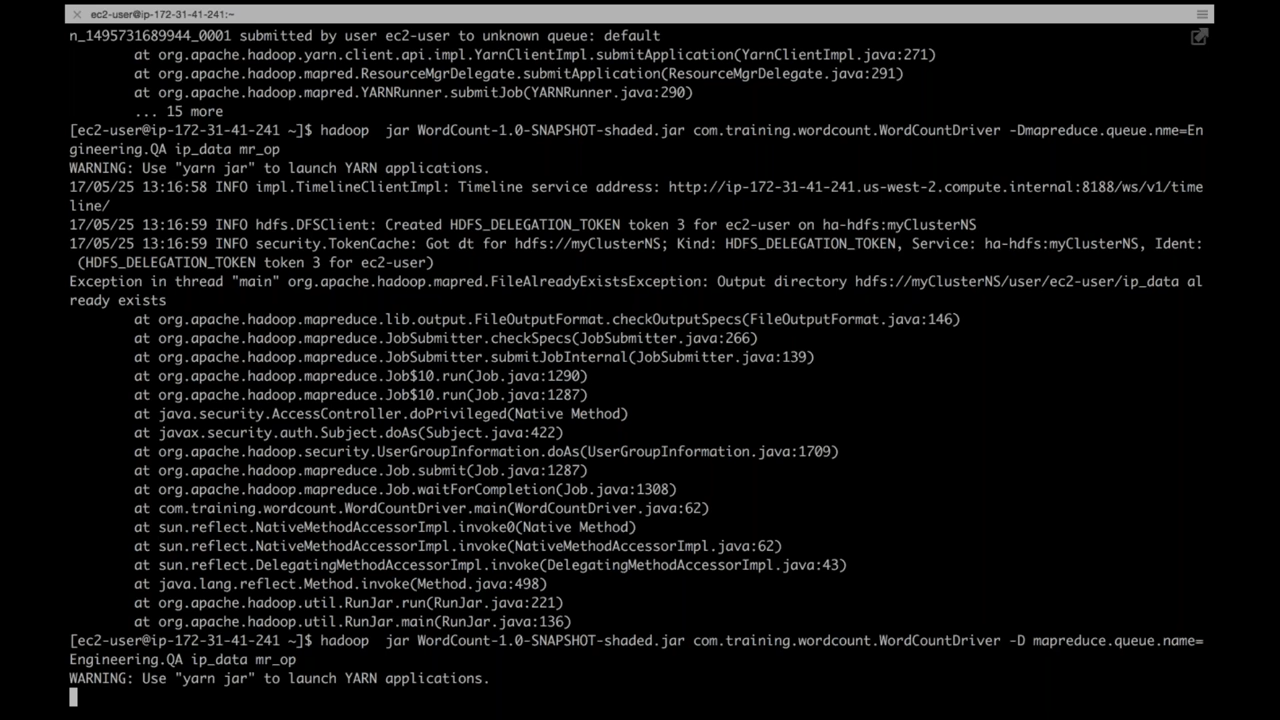 ec2-user@ip-172-31-41-241:~
n_1495731689944_0001 submitted by user ec2-user to unknown queue: default
at org.apache.hadoop.yarn.client.api.impl.YarnClientImpl.submitApplication(YarnClientImpl.java:271)
at org.apache.hadoop.mapred.ResourceMgrDelegate.submitApplication(ResourceMgrDelegate.java:291)
at org.apache.hadoop.mapred.YARNRunner.submitJob(YARNRunner.java:290)
... 15 more
[ec2-user@ip-172-31-41-241 ~]$ hadoop  jar WordCount-1.0-SNAPSHOT-shaded.jar com.training.wordcount.WordCountDriver -Dmapreduce.queue.nme=En
gineering.QA ip_data mr_op
WARNING: Use "yarn jar" to launch YARN applications.
17/05/25 13:16:58 INFO impl.TimelineClientImpl: Timeline service address: http://ip-172-31-41-241.us-west-2.compute.internal:8188/ws/v1/time
line/
17/05/25 13:16:59 INFO hdfs.DFSClient: Created HDFS_DELEGATION_TOKEN token 3 for ec2-user on ha-hdfs:myClusterNS
17/05/25 13:16:59 INFO security.TokenCache: Got dt for hdfs://myClusterNS; Kind: HDFS_DELEGATION_TOKEN, Service: ha-hdfs:myClusterNS, Ident:
(HDFS_DELEGATION_TOKEN token 3 for ec2-user)
Exception in thread "main" org.apache.hadoop.mapred.FileAlreadyExistsException: Output directory hdfs://myClusterNS/user/ec2-user/ip_data al
ready exists
at org.apache.hadoop.mapreduce.lib.output.FileOutputFormat.checkOutputSpecs(FileOutputFormat.java:146)
at org.apache.hadoop.mapreduce.JobSubmitter.checkSpecs(JobSubmitter.java:266)
at org.apache.hadoop.mapreduce.JobSubmitter.submitJobInternal(JobSubmitter.java:139)
at org.apache.hadoop.mapreduce.Job$10.run(Job.java:1290)
at org.apache.hadoop.mapreduce.Job$10.run(Job.java:1287)
at java.security.AccessController.doPrivileged(Native Method)
at javax.security.auth.Subject.doAs(Subject.java:422)
at org.apache.hadoop.security.UserGroupInformation.doAs(UserGroupInformation.java:1709)
at org.apache.hadoop.mapreduce.Job.submit(Job.java:1287)
at org.apache.hadoop.mapreduce.Job.waitForCompletion(Job.java:1308)
at com.training.wordcount.WordCountDriver.main(WordCountDriver.java:62)
at sun.reflect.NativeMethodAccessorImpl.invoke0(Native Method)
at sun.reflect.NativeMethodAccessorImpl.invoke(NativeMethodAccessorImpl.java:62)
at sun.reflect.DelegatingMethodAccessorImpl.invoke(DelegatingMethodAccessorImpl.java:43)
at java.lang.reflect.Method.invoke(Method.java:498)
at org.apache.hadoop.util.RunJar.run(RunJar.java:221)
at org.apache.hadoop.util.RunJar.main(RunJar.java:136)
[ec2-user@ip-172-31-41-241 ~]$ hadoop  jar WordCount-1.0-SNAPSHOT-shaded.jar com.training.wordcount.WordCountDriver -D mapreduce.queue.name=
Engineering.QA ip_data mr_op
WARNING: Use "yarn jar" to launch YARN applications.